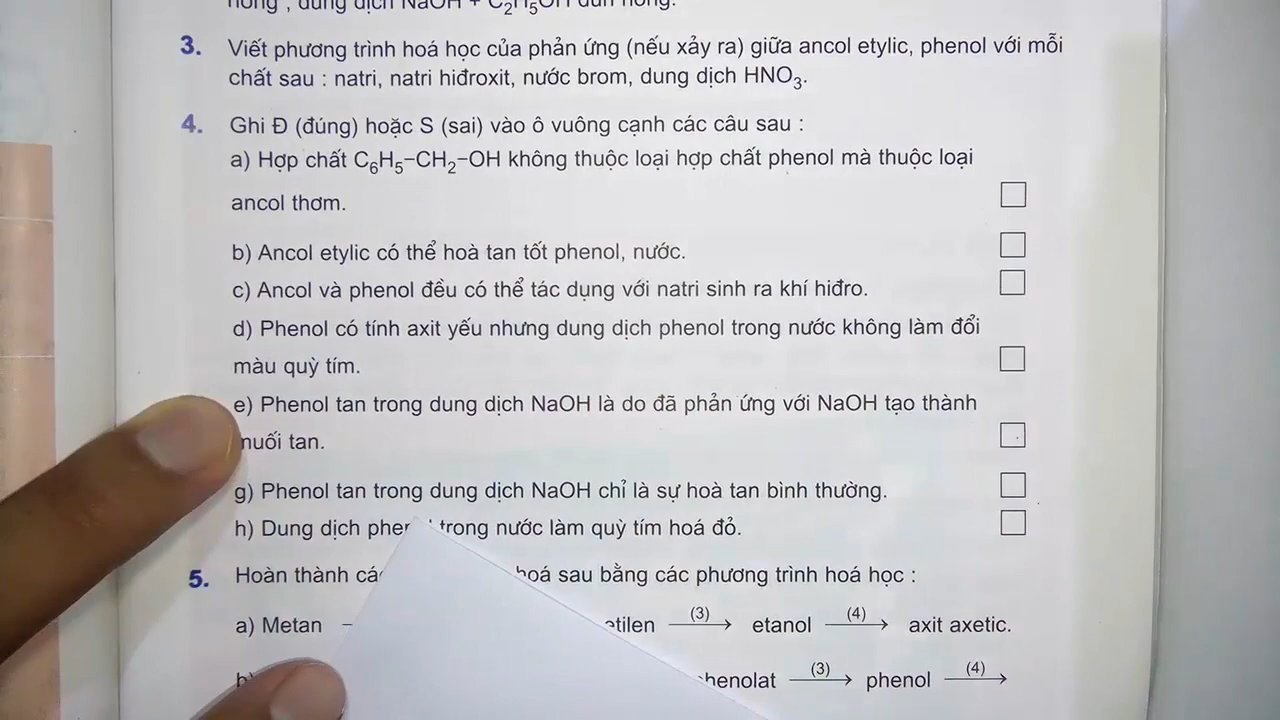 nóng , dung dịch NaOH + C₂H₅OH đun nóng.
3. Viết phương trình hoá học của phản ứng (nếu xảy ra) giữa ancol etylic, phenol với mỗi
chất sau : natri, natri hiđroxit, nước brom, dung dịch HNO₃.
4. Ghi Đ (đúng) hoặc S (sai) vào ô vuông cạnh các câu sau :
a) Hợp chất C₆H₅–CH₂–OH không thuộc loại hợp chất phenol mà thuộc loại
ancol thơm.
b) Ancol etylic có thể hoà tan tốt phenol, nước.
c) Ancol và phenol đều có thể tác dụng với natri sinh ra khí hiđro.
d) Phenol có tính axit yếu nhưng dung dịch phenol trong nước không làm đổi
màu quỳ tím.
e) Phenol tan trong dung dịch NaOH là do đã phản ứng với NaOH tạo thành
muối tan.
g) Phenol tan trong dung dịch NaOH chỉ là sự hoà tan bình thường.
h) Dung dịch phenol trong nước làm quỳ tím hoá đỏ.
5. Hoàn thành hoá sau bằng các phương trình hoá học :
a) Metan etilen (3)→ etanol (4)→ axit axetic.
b) (3)→ phenol (4)→